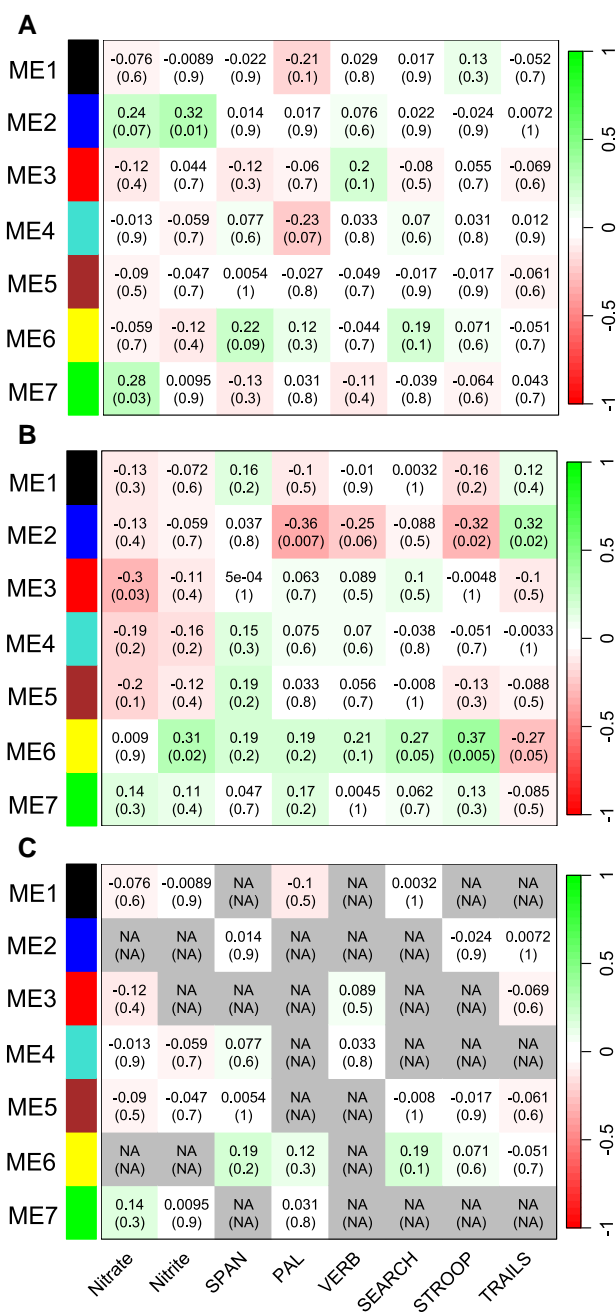 A
ME1 -0.076 -0.0089 -0.022 -0.21 0.029 0.017 0.13 -0.052
(0.6) (0.9) (0.9) (0.1) (0.8) (0.9) (0.3) (0.7)
ME2 0.24 0.32 0.014 0.017 0.076 0.022 -0.024 0.0072
(0.07) (0.01) (0.9) (0.9) (0.6) (0.9) (0.9) (1)
ME3 -0.12 0.044 -0.12 -0.06 0.2 -0.08 0.055 -0.069
(0.4) (0.7) (0.3) (0.7) (0.1) (0.5) (0.7) (0.6)
ME4 -0.013 -0.059 0.077 -0.23 0.033 0.07 0.031 0.012
(0.9) (0.7) (0.6) (0.07) (0.8) (0.6) (0.8) (0.9)
ME5 -0.09 -0.047 0.0054 -0.027 -0.049 -0.017 -0.017 -0.061
(0.5) (0.7) (1) (0.8) (0.7) (0.9) (0.9) (0.6)
ME6 -0.059 -0.12 0.22 0.12 -0.044 0.19 0.071 -0.051
(0.7) (0.4) (0.09) (0.3) (0.7) (0.1) (0.6) (0.7)
ME7 0.28 0.0095 -0.13 0.031 -0.11 -0.039 -0.064 0.043
(0.03) (0.9) (0.3) (0.8) (0.4) (0.8) (0.6) (0.7)
1
0.5
0
-0.5
-1
B
ME1 -0.13 -0.072 0.16 -0.1 -0.01 0.0032 -0.16 0.12
(0.3) (0.6) (0.2) (0.5) (0.9) (1) (0.2) (0.4)
ME2 -0.13 -0.059 0.037 -0.36 -0.25 -0.088 -0.32 0.32
(0.4) (0.7) (0.8) (0.007) (0.06) (0.5) (0.02) (0.02)
ME3 -0.3 -0.11 5e-04 0.063 0.089 0.1 -0.0048 -0.1
(0.03) (0.4) (1) (0.7) (0.5) (0.5) (1) (0.5)
ME4 -0.19 -0.16 0.15 0.075 0.07 -0.038 -0.051 -0.0033
(0.2) (0.2) (0.3) (0.6) (0.6) (0.8) (0.7) (1)
ME5 -0.2 -0.12 0.19 0.033 0.056 -0.008 -0.13 -0.088
(0.1) (0.4) (0.2) (0.8) (0.7) (1) (0.3) (0.5)
ME6 0.009 0.31 0.19 0.19 0.21 0.27 0.37 -0.27
(0.9) (0.02) (0.2) (0.2) (0.1) (0.05) (0.005) (0.05)
ME7 0.14 0.11 0.047 0.17 0.0045 0.062 0.13 -0.085
(0.3) (0.4) (0.7) (0.2) (1) (0.7) (0.3) (0.5)
1
0.5
0
-0.5
-1
C
ME1 -0.076 -0.0089 NA -0.1 NA 0.0032 NA NA
(0.6) (0.9) (NA) (0.5) (NA) (1) (NA) (NA)
ME2 NA NA 0.014 NA NA NA -0.024 0.0072
(NA) (NA) (0.9) (NA) (NA) (NA) (0.9) (1)
ME3 -0.12 NA NA NA 0.089 NA NA -0.069
(0.4) (NA) (NA) (NA) (0.5) (NA) (NA) (0.6)
ME4 -0.013 -0.059 0.077 NA 0.033 NA NA NA
(0.9) (0.7) (0.6) (NA) (0.8) (NA) (NA) (NA)
ME5 -0.09 -0.047 0.0054 NA NA -0.008 -0.017 -0.061
(0.5) (0.7) (1) (NA) (NA) (1) (0.9) (0.6)
ME6 NA NA 0.19 0.12 NA 0.19 0.071 -0.051
(NA) (NA) (0.2) (0.3) (NA) (0.1) (0.6) (0.7)
ME7 0.14 0.0095 NA 0.031 NA NA NA NA
(0.3) (0.9) (NA) (0.8) (NA) (NA) (NA) (NA)
1
0.5
0
-0.5
-1
Nitrate Nitrite SPAN PAL VERB SEARCH STROOP TRAILS